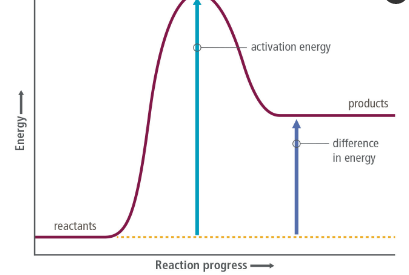 activation energy
products
Energy
difference
in energy
reactants
Reaction progress